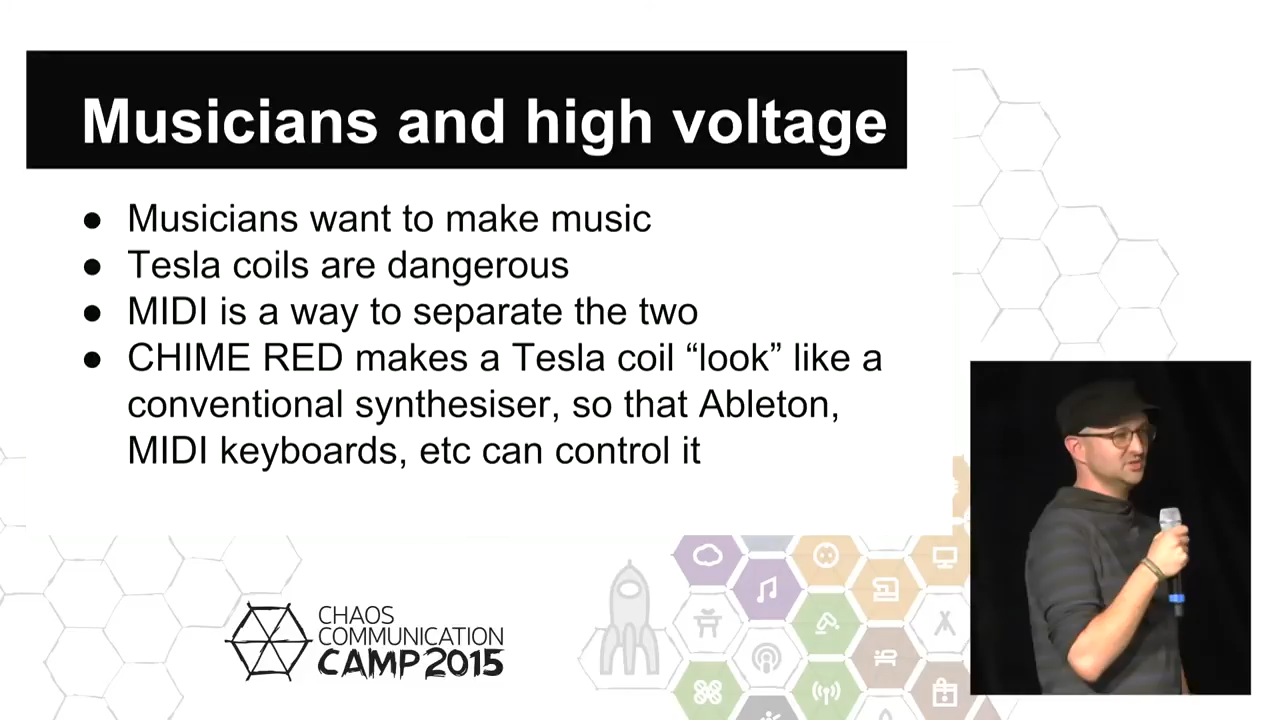 Musicians and high voltage
● Musicians want to make music
● Tesla coils are dangerous
● MIDI is a way to separate the two
● CHIME RED makes a Tesla coil “look” like a
conventional synthesiser, so that Ableton,
MIDI keyboards, etc can control it
CHAOS
COMMUNICATION
CAMP 2015